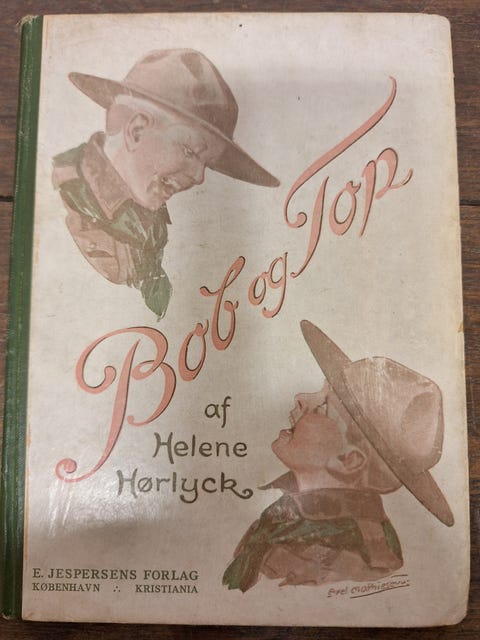 Bob og Top
af
Helene
Hørlyck
E. JESPERSENS FORLAG
KØBENHAVN ∴ KRISTIANIA